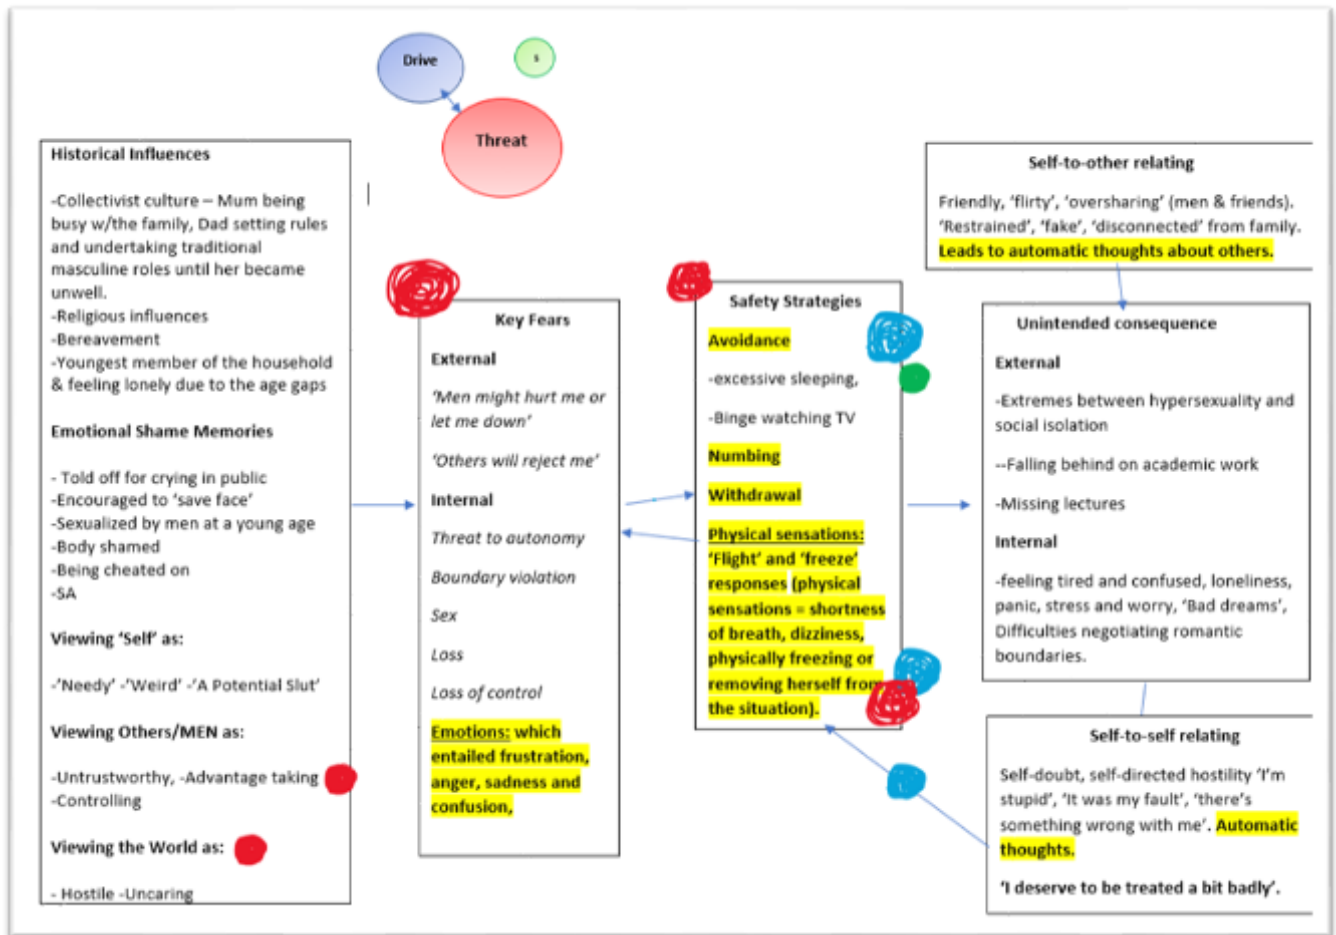 Drive
s
Threat
Historical Influences
-Collectivist culture – Mum being
busy w/the family, Dad setting rules
and undertaking traditional
masculine roles until her became
unwell.
-Religious influences
-Bereavement
-Youngest member of the household
& feeling lonely due to the age gaps
Emotional Shame Memories
- Told off for crying in public
-Encouraged to ‘save face’
-Sexualized by men at a young age
-Body shamed
-Being cheated on
-SA
Viewing ‘Self’ as:
-’Needy’ -‘Weird’ -‘A Potential Slut’
Viewing Others/MEN as:
-Untrustworthy, -Advantage taking
-Controlling
Viewing the World as:
- Hostile -Uncaring
Key Fears
External
‘Men might hurt me or
let me down’
‘Others will reject me’
Internal
Threat to autonomy
Boundary violation
Sex
Loss
Loss of control
Emotions: which
entailed frustration,
anger, sadness and
confusion,
Safety Strategies
Avoidance
-excessive sleeping,
-Binge watching TV
Numbing
Withdrawal
Physical sensations:
‘Flight’ and ‘freeze’
responses (physical
sensations = shortness
of breath, dizziness,
physically freezing or
removing herself from
the situation).
Self-to-other relating
Friendly, ‘flirty’, ‘oversharing’ (men & friends).
‘Restrained’, ‘fake’, ‘disconnected’ from family.
Leads to automatic thoughts about others.
Unintended consequence
External
-Extremes between hypersexuality and
social isolation
--Falling behind on academic work
-Missing lectures
Internal
-feeling tired and confused, loneliness,
panic, stress and worry, ‘Bad dreams’,
Difficulties negotiating romantic
boundaries.
Self-to-self relating
Self-doubt, self-directed hostility ‘I’m
stupid’, ‘It was my fault’, ‘there’s
something wrong with me’. Automatic
thoughts.
‘I deserve to be treated a bit badly’.